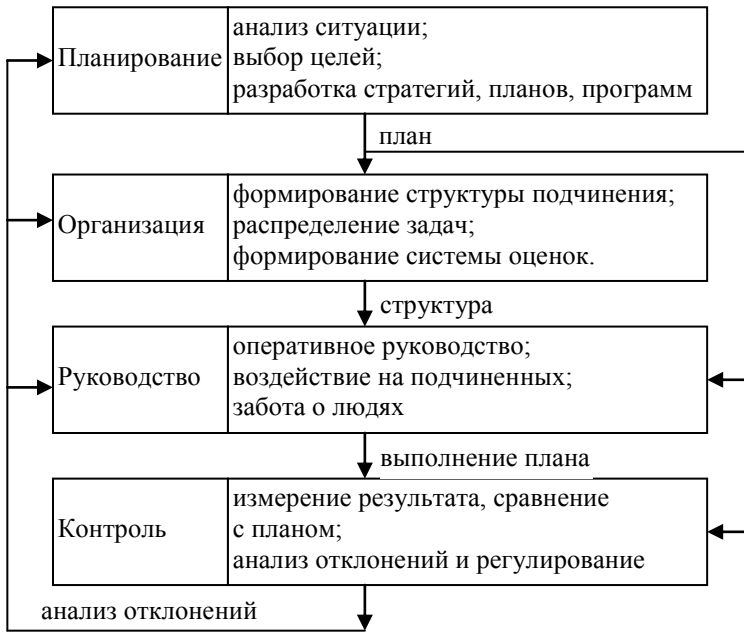 анализ ситуации;
Планирование
выбор целей;
разработка стратегий, планов, программ
план
формирование структуры подчинения;
Организация
распределение задач;
формирование системы оценок.
структура
оперативное руководство;
Руководство
воздействие на подчиненных;
забота о людях
выполнение плана
измерение результата, сравнение
Контроль
с планом;
анализ отклонений и регулирование
анализ отклонений